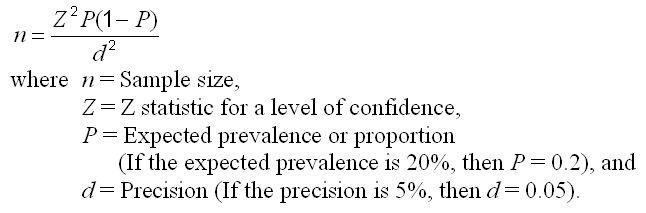 n = Z²P(1− P) / d²
where n = Sample size,
Z = Z statistic for a level of confidence,
P = Expected prevalence or proportion
(If the expected prevalence is 20%, then P = 0.2), and
d = Precision (If the precision is 5%, then d = 0.05).